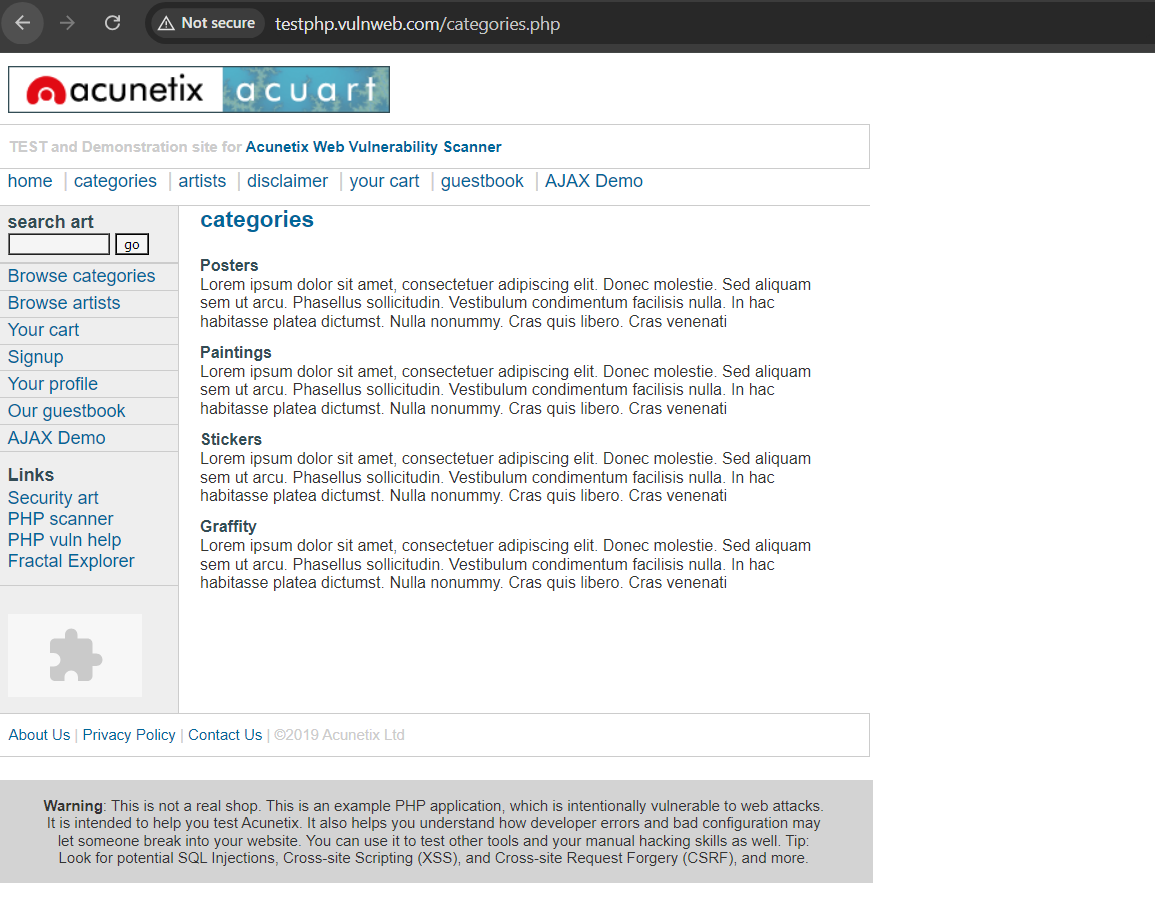 Not secure
testphp.vulnweb.com/categories.php
acunetix acuart
TEST and Demonstration site for Acunetix Web Vulnerability Scanner
home | categories | artists | disclaimer | your cart | guestbook | AJAX Demo
search art
go
Browse categories
Browse artists
Your cart
Signup
Your profile
Our guestbook
AJAX Demo
Links
Security art
PHP scanner
PHP vuln help
Fractal Explorer
categories
Posters
Lorem ipsum dolor sit amet, consectetuer adipiscing elit. Donec molestie. Sed aliquam
sem ut arcu. Phasellus sollicitudin. Vestibulum condimentum facilisis nulla. In hac
habitasse platea dictumst. Nulla nonummy. Cras quis libero. Cras venenati
Paintings
Lorem ipsum dolor sit amet, consectetuer adipiscing elit. Donec molestie. Sed aliquam
sem ut arcu. Phasellus sollicitudin. Vestibulum condimentum facilisis nulla. In hac
habitasse platea dictumst. Nulla nonummy. Cras quis libero. Cras venenati
Stickers
Lorem ipsum dolor sit amet, consectetuer adipiscing elit. Donec molestie. Sed aliquam
sem ut arcu. Phasellus sollicitudin. Vestibulum condimentum facilisis nulla. In hac
habitasse platea dictumst. Nulla nonummy. Cras quis libero. Cras venenati
Graffity
Lorem ipsum dolor sit amet, consectetuer adipiscing elit. Donec molestie. Sed aliquam
sem ut arcu. Phasellus sollicitudin. Vestibulum condimentum facilisis nulla. In hac
habitasse platea dictumst. Nulla nonummy. Cras quis libero. Cras venenati
About Us | Privacy Policy | Contact Us | ©2019 Acunetix Ltd
Warning: This is not a real shop. This is an example PHP application, which is intentionally vulnerable to web attacks.
It is intended to help you test Acunetix. It also helps you understand how developer errors and bad configuration may
let someone break into your website. You can use it to test other tools and your manual hacking skills as well. Tip:
Look for potential SQL Injections, Cross-site Scripting (XSS), and Cross-site Request Forgery (CSRF), and more.